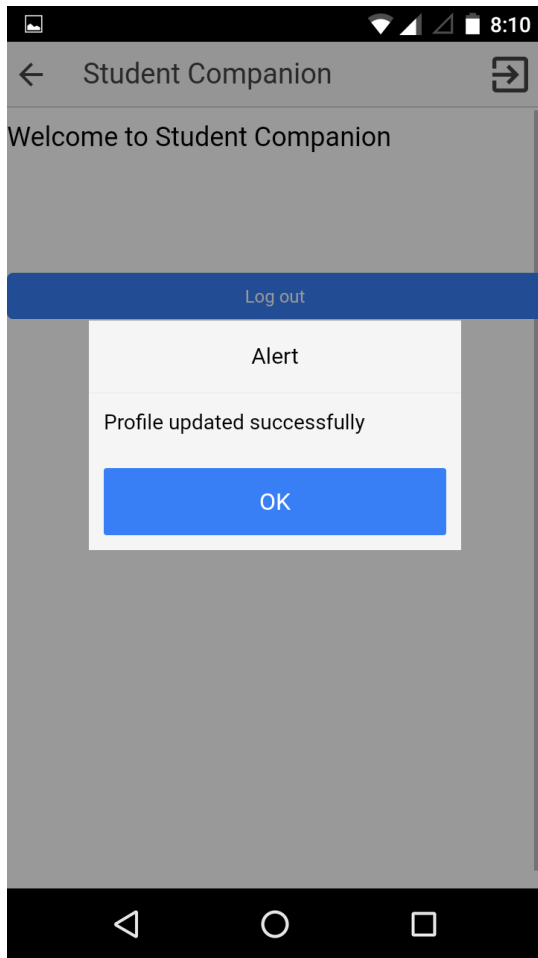 8:10
Student Companion
Welcome to Student Companion
Log out
Alert
Profile updated successfully
OK